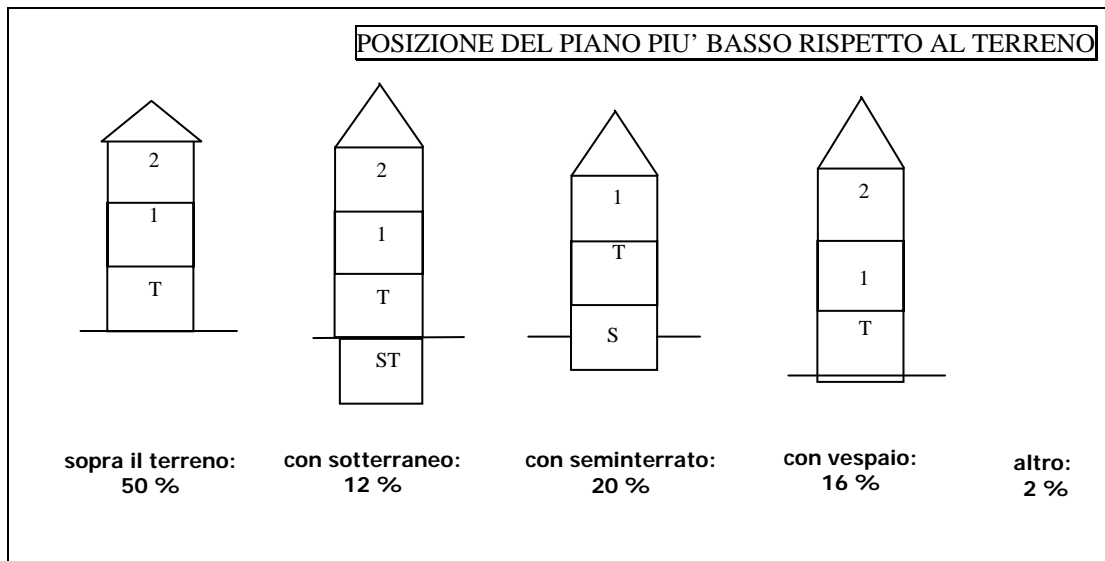 POSIZIONE DEL PIANO PIU’ BASSO RISPETTO AL TERRENO
2
1
T
2
1
T
ST
1
T
S
2
1
T
sopra il terreno:
50 %
con sotterraneo:
12 %
con seminterrato:
20 %
con vespaio:
16 %
altro:
2 %